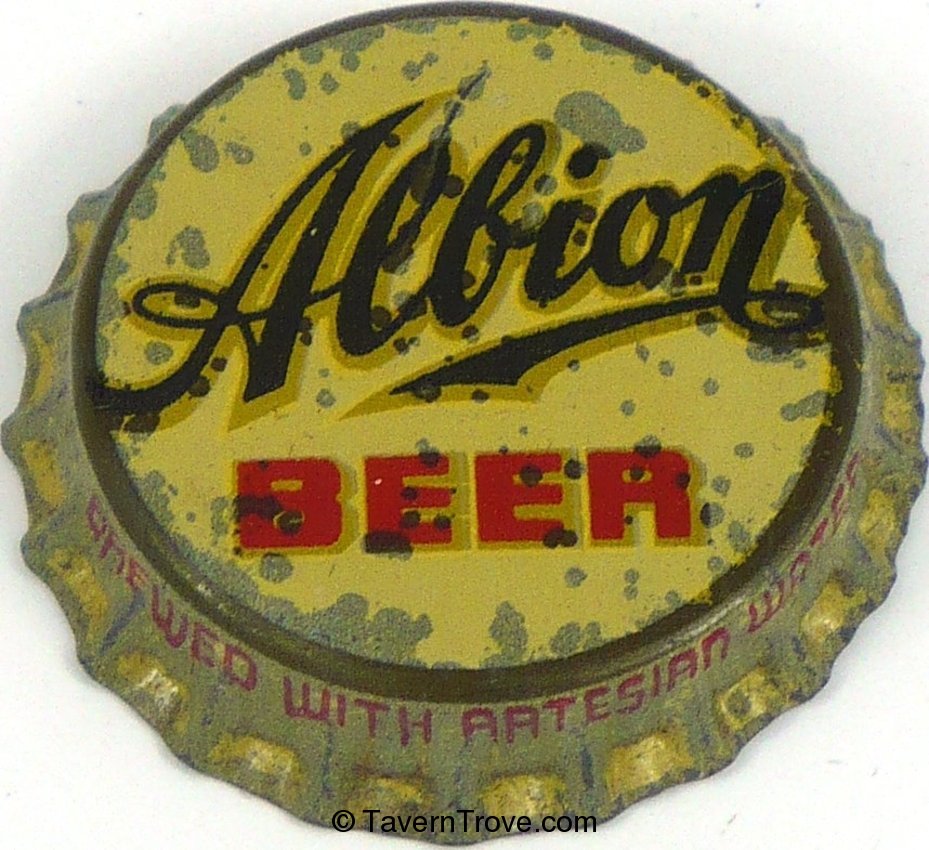 Albion
BEER
BREWED WITH ARTESIAN WATER
© TavernTrove.com